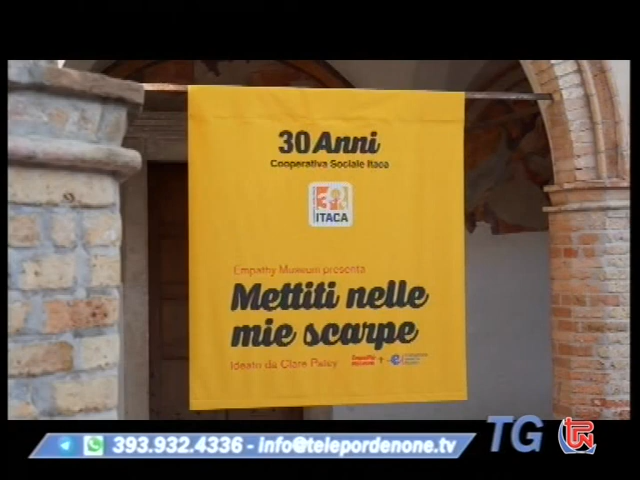 30 Anni
Cooperativa Sociale Itaca
ITACA
Empathy Museum presenta
Mettiti nelle
mie scarpe
Ideato da Clare Patey
393.932.4336 - info@telepordenone.tv
TG
TPN